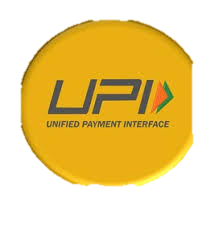 UPI
UNIFIED PAYMENT INTERFACE